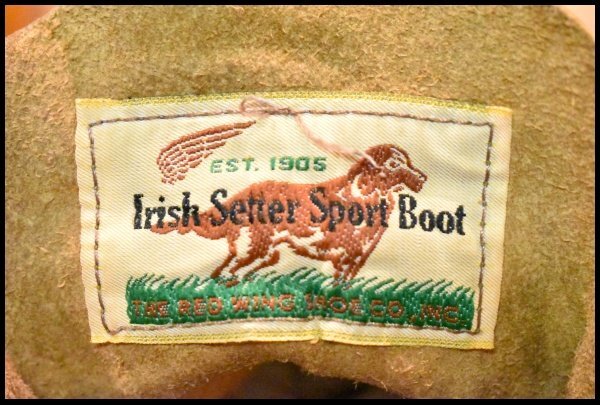 EST. 1905
Irish Setter Sport Boot
THE RED WING SHOE CO., INC.